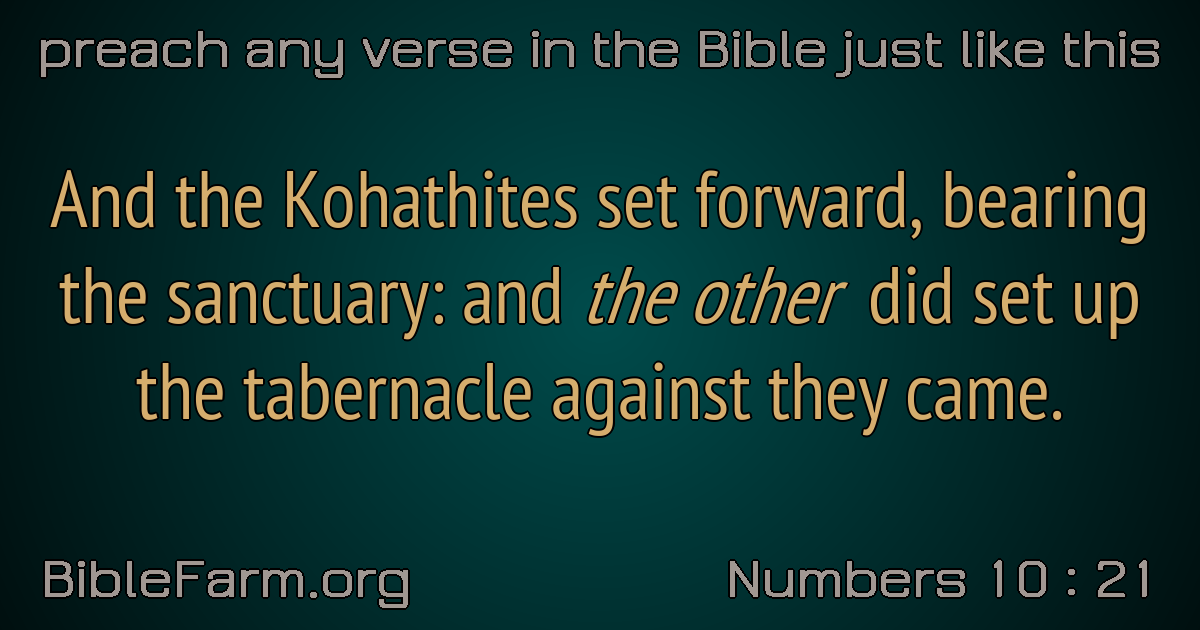 preach any verse in the Bible just like this
And the Kohathites set forward, bearing
the sanctuary: and the other did set up
the tabernacle against they came.
BibleFarm.org
Numbers 10 : 21